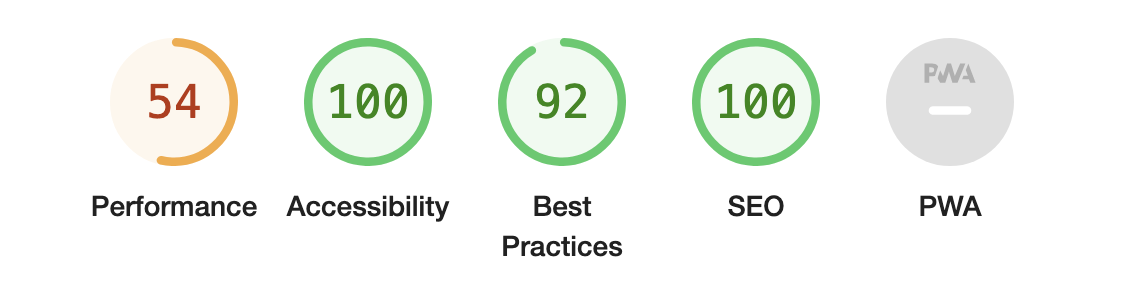 54
100
92
100
PWA
Performance
Accessibility
Best
Practices
SEO
PWA